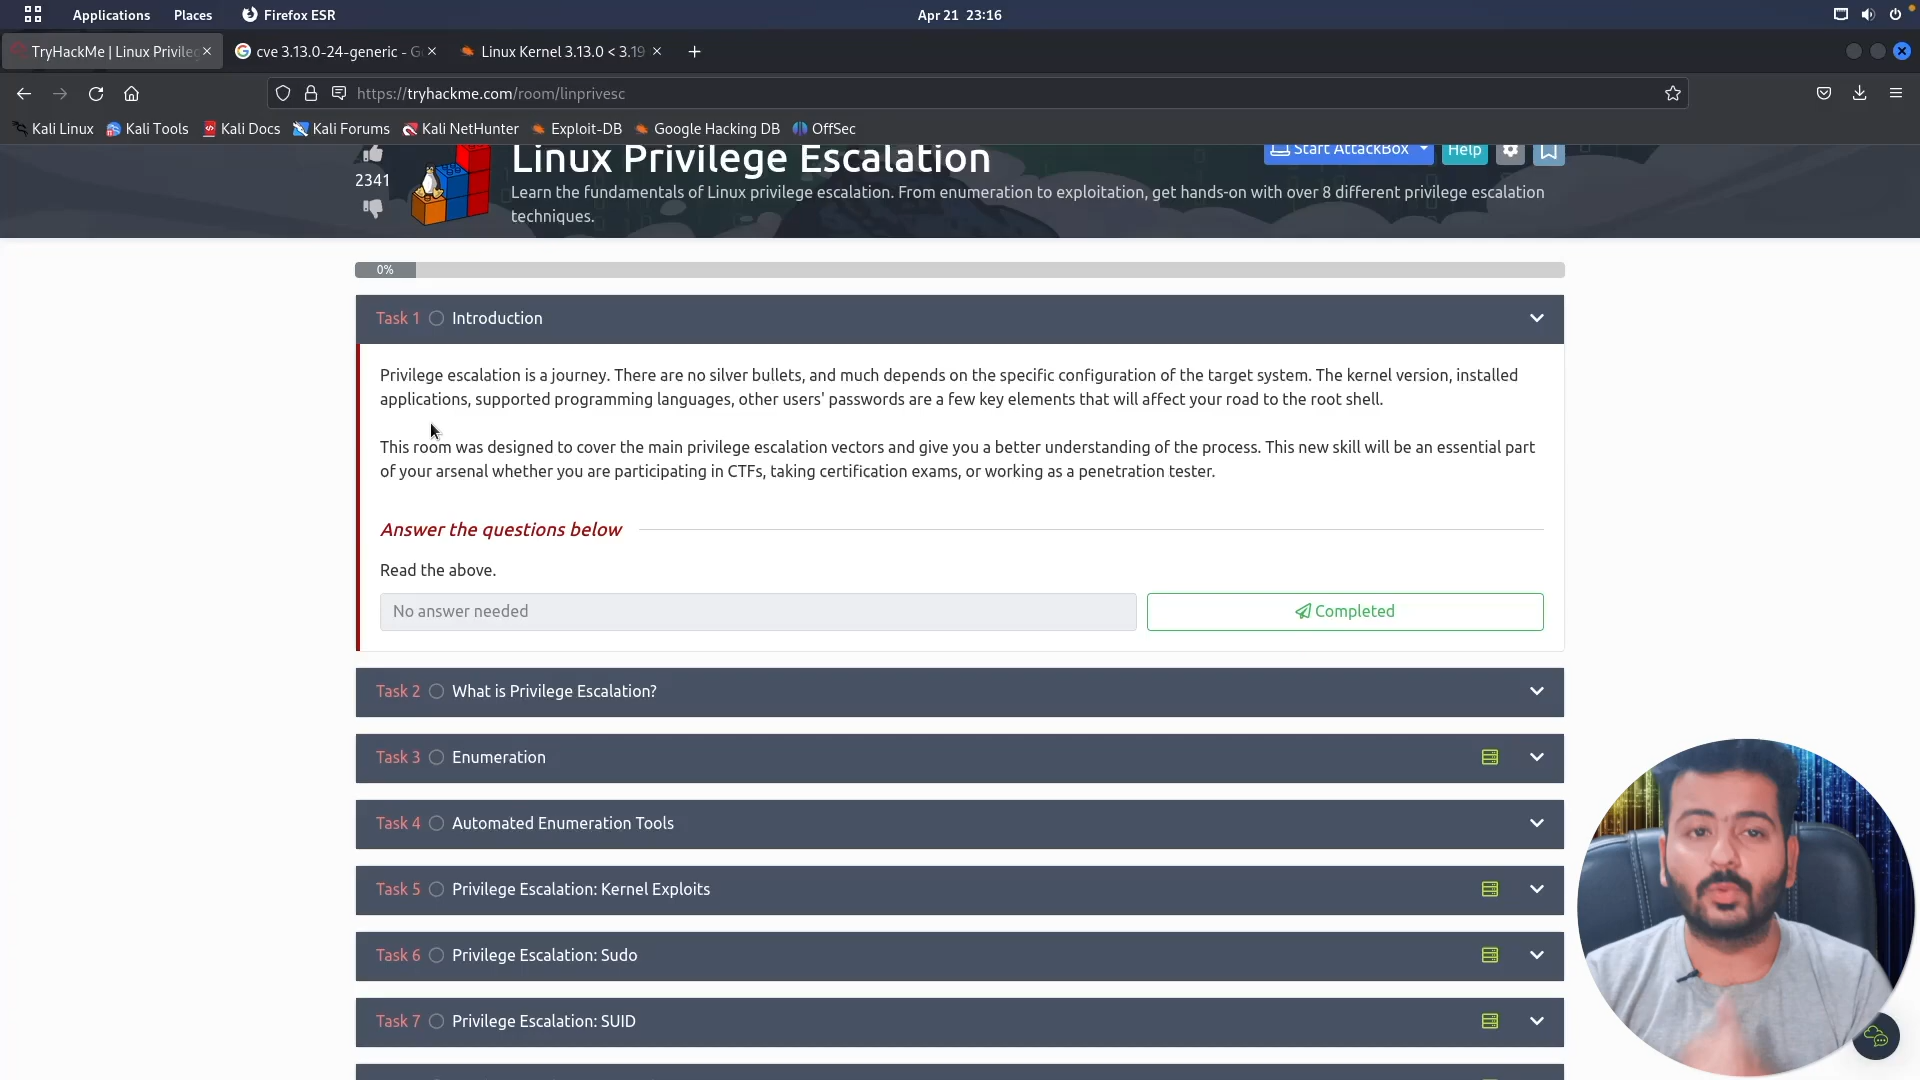 Applications Places Firefox ESR Apr 21 23:16
TryHackMe | Linux Privileg cve 3.13.0-24-generic - G Linux Kernel 3.13.0 < 3.19
https://tryhackme.com/room/linprivesc
Kali Linux Kali Tools Kali Docs Kali Forums Kali NetHunter Exploit-DB Google Hacking DB OffSec
Linux Privilege Escalation Start AttackBox Help
2341
Learn the fundamentals of Linux privilege escalation. From enumeration to exploitation, get hands-on with over 8 different privilege escalation
techniques.
0%
Task 1 Introduction
Privilege escalation is a journey. There are no silver bullets, and much depends on the specific configuration of the target system. The kernel version, installed
applications, supported programming languages, other users' passwords are a few key elements that will affect your road to the root shell.
This room was designed to cover the main privilege escalation vectors and give you a better understanding of the process. This new skill will be an essential part
of your arsenal whether you are participating in CTFs, taking certification exams, or working as a penetration tester.
Answer the questions below
Read the above.
No answer needed Completed
Task 2 What is Privilege Escalation?
Task 3 Enumeration
Task 4 Automated Enumeration Tools
Task 5 Privilege Escalation: Kernel Exploits
Task 6 Privilege Escalation: Sudo
Task 7 Privilege Escalation: SUID